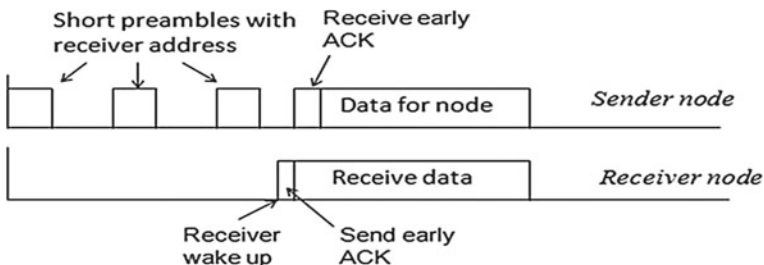 Short preambles with
receiver address
Receive early
ACK
Data for node
Sender node
Receive data
Receiver node
Receiver
wake up
Send early
ACK